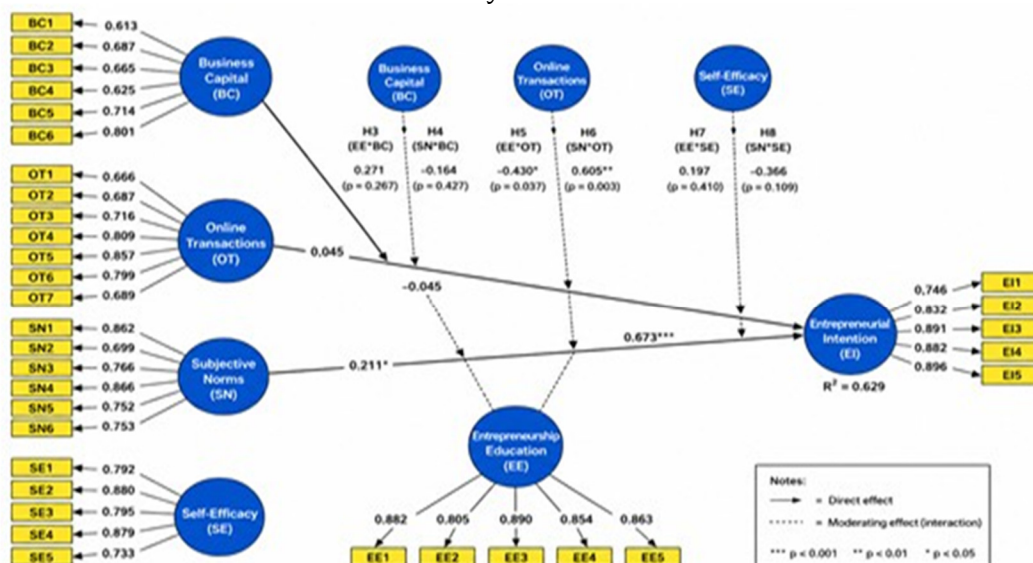 BC1
0.613
BC2
0.687
BC3
0.665
BC4
0.625
BC5
0.714
BC6
0.801
Business
Capital
(BC)
OT1
0.666
OT2
0.687
OT3
0.716
OT4
0.809
OT5
0.857
OT6
0.799
OT7
0.689
Online
Transactions
(OT)
SN1
0.862
SN2
0.699
SN3
0.766
SN4
0.866
SN5
0.752
SN6
0.753
Subjective
Norms
(SN)
SE1
0.792
SE2
0.880
SE3
0.795
SE4
0.879
SE5
0.733
Self-Efficacy
(SE)
Business
Capital
(BC)
H3
(EE*BC)
0.271
(p = 0.267)
H4
(SN*BC)
-0.164
(p = 0.427)
Online
Transactions
(OT)
H5
(EE*OT)
-0.430*
(p = 0.037)
H6
(SN*OT)
0.605**
(p = 0.003)
Self-Efficacy
(SE)
H7
(EE*SE)
0.197
(p = 0.410)
H8
(SN*SE)
-0.366
(p = 0.109)
0.045
-0.045
0.211*
0.673***
Entrepreneurial
Intention
(EI)
R² = 0.629
0.746
EI1
0.832
EI2
0.891
EI3
0.882
EI4
0.896
EI5
Entrepreneurship
Education
(EE)
0.882
0.805
0.890
0.854
0.863
EE1
EE2
EE3
EE4
EE5
Notes:
= Direct effect
= Moderating effect (interaction)
*** p < 0.001 ** p < 0.01 * p < 0.05